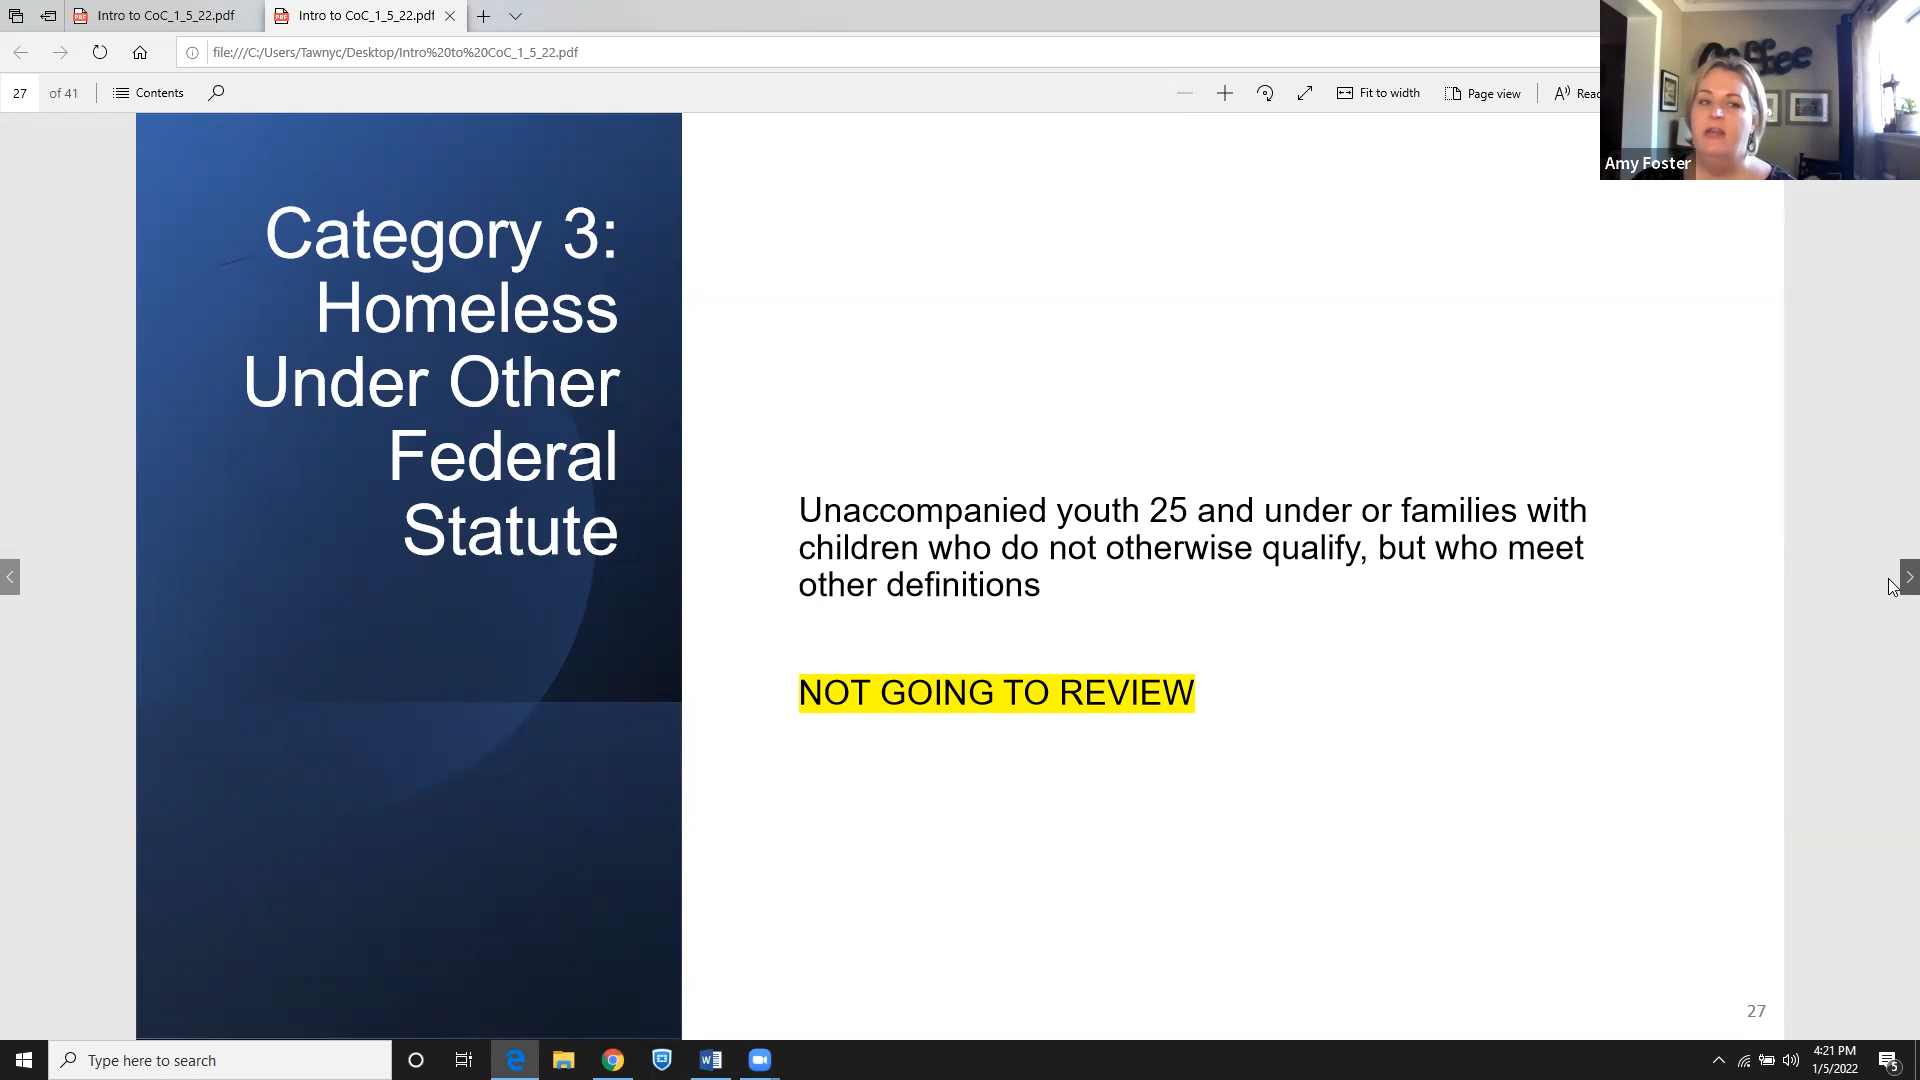 Intro to CoC_1_5_22.pdf
Intro to CoC_1_5_22.pdf
file:///C:/Users/Tawnyc/Desktop/Intro%20to%20CoC_1_5_22.pdf
27 of 41
Contents
Fit to width
Page view
Coffee
Amy Foster
Category 3:
Homeless
Under Other
Federal
Statute
Unaccompanied youth 25 and under or families with
children who do not otherwise qualify, but who meet
other definitions
NOT GOING TO REVIEW
27
Type here to search
4:21 PM
1/5/2022
5